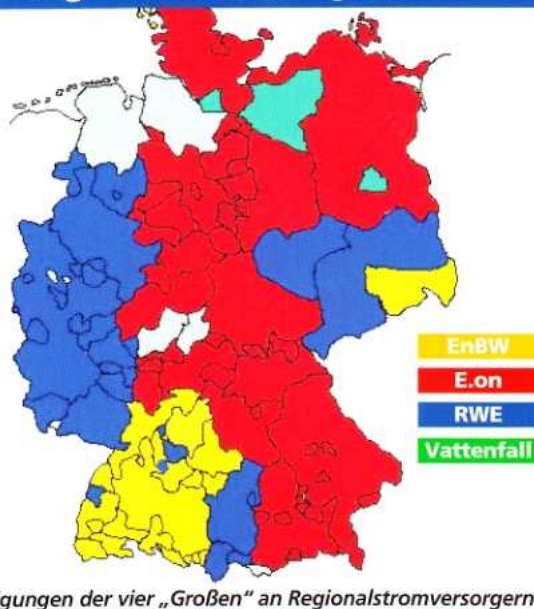 EnBW
E.on
RWE
Vattenfall
gungen der vier „Großen“ an Regionalstromversorgern